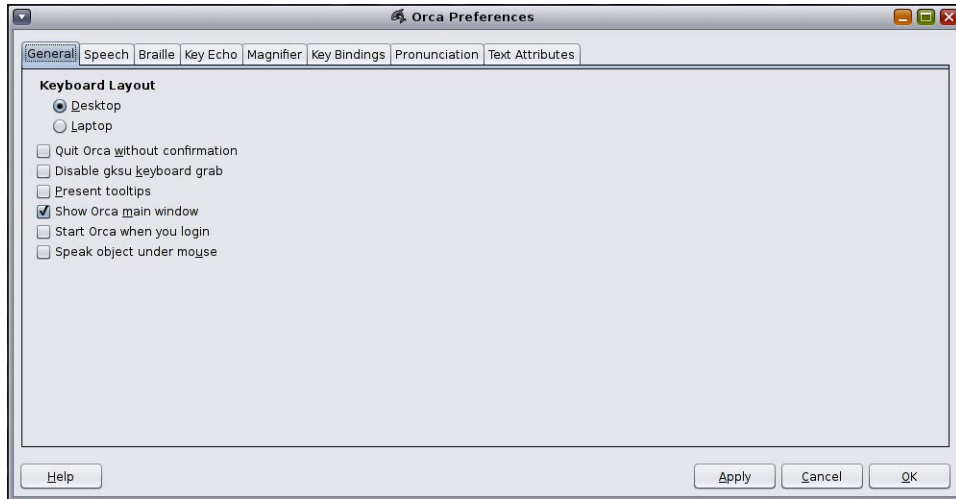 Orca Preferences
General Speech Braille Key Echo Magnifier Key Bindings Pronunciation Text Attributes
Keyboard Layout
Desktop
Laptop
Quit Orca without confirmation
Disable gksu keyboard grab
Present tooltips
Show Orca main window
Start Orca when you login
Speak object under mouse
Help Apply Cancel OK